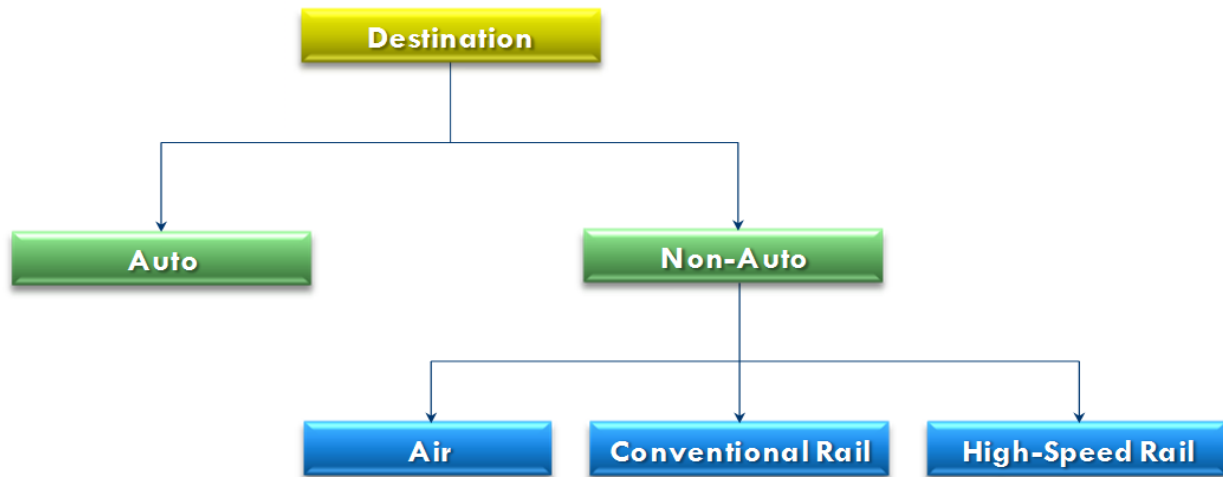 Destination
Auto
Non-Auto
Air
Conventional Rail
High-Speed Rail